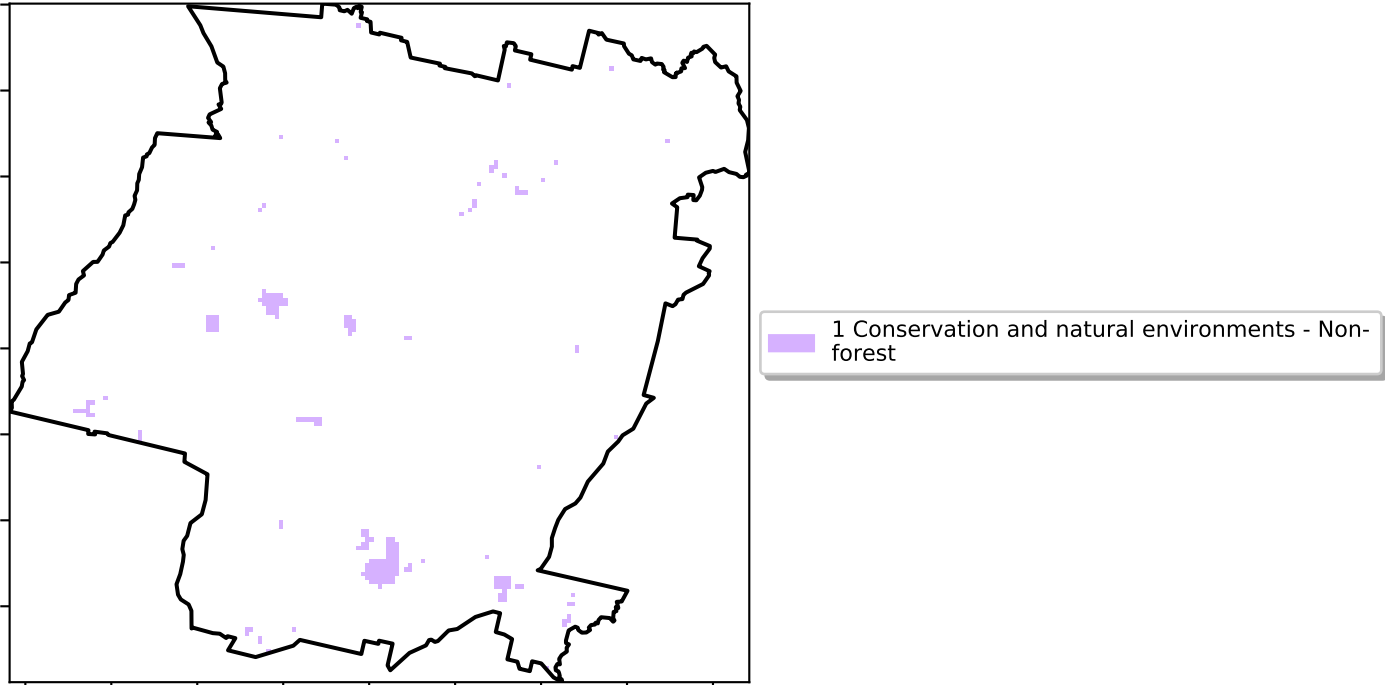 1 Conservation and natural environments - Non-
forest